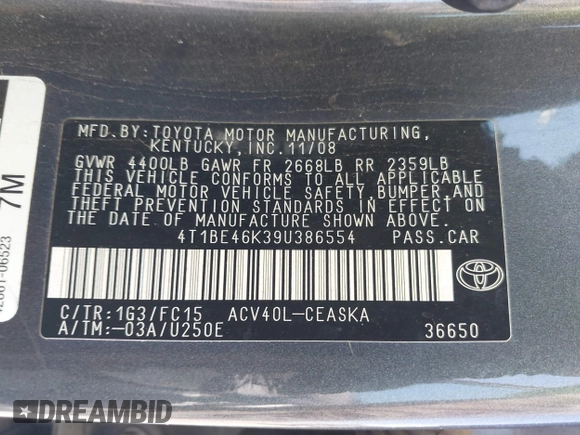 MFD.BY:TOYOTA MOTOR MANUFACTURING,
KENTUCKY,INC.11/08
GVWR 4400LB GAWR FR 2668LB RR 2359LB
THIS VEHICLE CONFORMS TO ALL APPLICABLE
FEDERAL MOTOR VEHICLE SAFETY BUMPER AND
THEFT PREVENTION STANDARDS IN EFFECT ON
THE DATE OF MANUFACTURE SHOWN ABOVE.
4T1BE46K39U386554 PASS.CAR
C/TR:1G3/FC15 ACV40L-CEASKA
A/TM:-03A/U250E 36650
7M
DREAMBID